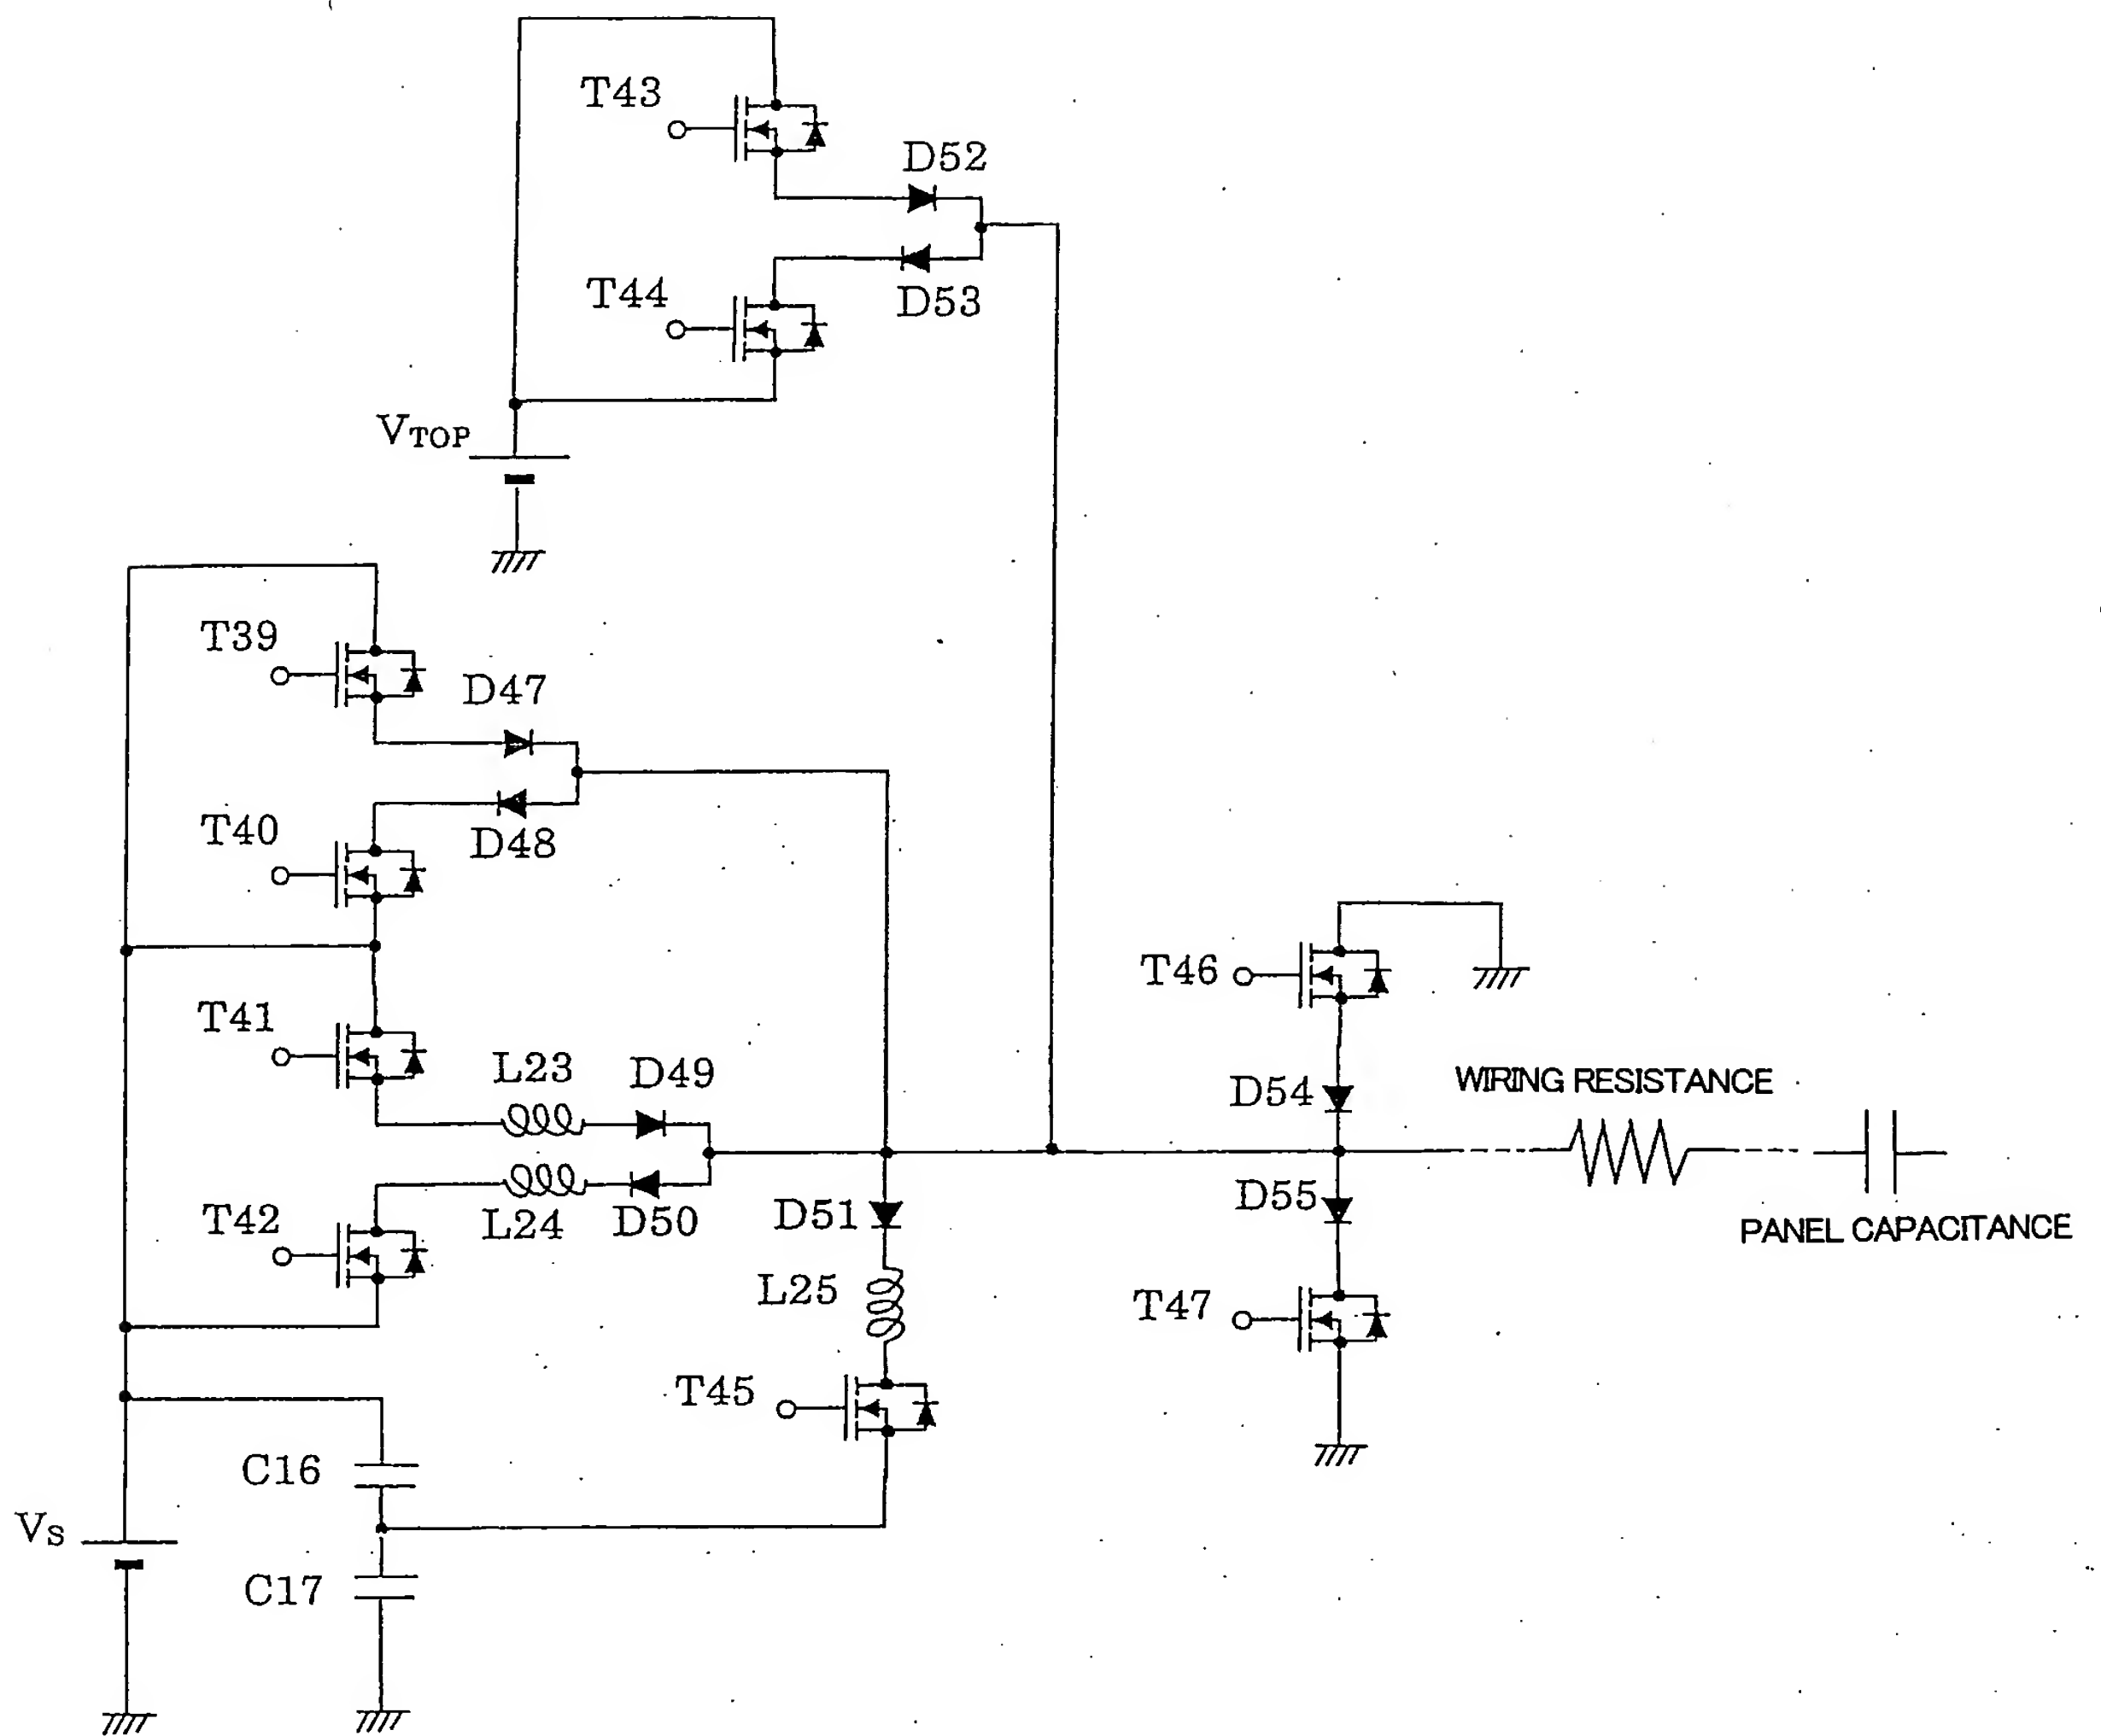 T43
D52
T44
D53
VTOP
T39
D47
T40
D48
T46
T41
L23
D49
D54
WIRING RESISTANCE
T42
L24
D50
D51
D55
PANEL CAPACITANCE
L25
T47
T45
C16
VS
C17